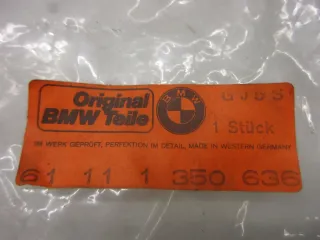 Original
BMW Teile
BMW
GJDS
1 Stück
IM WERK GEPRÜFT, PERFEKTION IM DETAIL, MADE IN WESTERN GERMANY
61 11 1 350 636